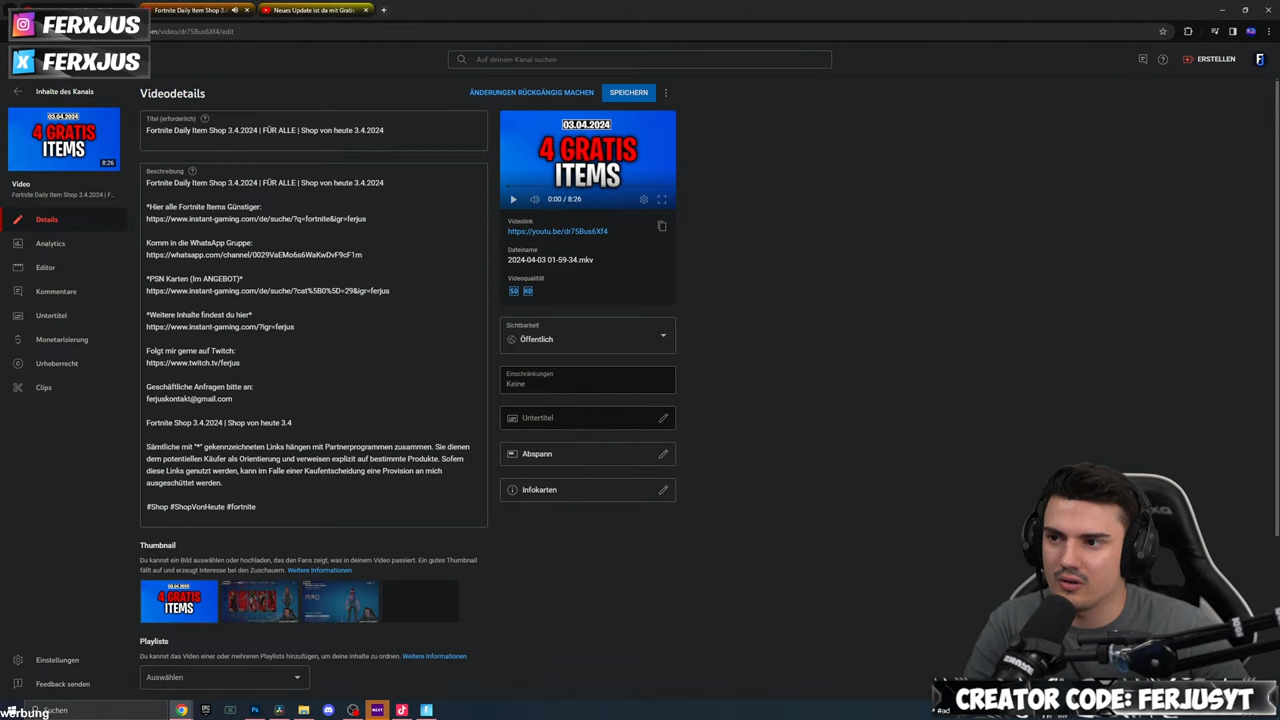 Fortnite Daily Item Shop 3.4
Neues Update ist da mit Grati
FERXJUS
FERXJUS
om/video/dr75Bus6Xf4/edit
Auf deinem Kanal suchen
ERSTELLEN
Inhalte des Kanals
Videodetails
ÄNDERUNGEN RÜCKGÄNGIG MACHEN
SPEICHERN
03.04.2024
4 GRATIS
ITEMS
8:26
Video
Fortnite Daily Item Shop 3.4.2024 | F...
Details
Analytics
Editor
Kommentare
Untertitel
Monetarisierung
Urheberrecht
Clips
Einstellungen
Feedback senden
Titel (erforderlich)
Fortnite Daily Item Shop 3.4.2024 | FÜR ALLE | Shop von heute 3.4.2024
Beschreibung
Fortnite Daily Item Shop 3.4.2024 | FÜR ALLE | Shop von heute 3.4.2024
*Hier alle Fortnite Items Günstiger:
https://www.instant-gaming.com/de/suche/?q=fortnite&igr=ferjus
Komm in die WhatsApp Gruppe:
https://whatsapp.com/channel/0029VaEMo6s6WaKwDvF9cF1m
*PSN Karten (Im ANGEBOT)*
https://www.instant-gaming.com/de/suche/?cat%5B0%5D=29&igr=ferjus
*Weitere Inhalte findest du hier*
https://www.instant-gaming.com/?igr=ferjus
Folgt mir gerne auf Twitch:
https://www.twitch.tv/ferjus
Geschäftliche Anfragen bitte an:
ferjuskontakt@gmail.com
Fortnite Shop 3.4.2024 | Shop von heute 3.4
Sämtliche mit "*" gekennzeichneten Links hängen mit Partnerprogrammen zusammen. Sie dienen
dem potentiellen Käufer als Orientierung und verweisen explizit auf bestimmte Produkte. Sofern
diese Links genutzt werden, kann im Falle einer Kaufentscheidung eine Provision an mich
ausgeschüttet werden.
#Shop #ShopVonHeute #fortnite
Thumbnail
Du kannst ein Bild auswählen oder hochladen, das den Fans zeigt, was in deinem Video passiert. Ein gutes Thumbnail
fällt auf und erzeugt Interesse bei den Zuschauern. Weitere Informationen
03.04.2024
4 GRATIS
ITEMS
Playlists
Du kannst das Video einer oder mehreren Playlists hinzufügen, um deine Inhalte zu ordnen. Weitere Informationen
Auswählen
03.04.2024
4 GRATIS
ITEMS
0:00 / 8:26
Videolink
https://youtu.be/dr75Bus6Xf4
Dateiname
2024-04-03 01-59-34.mkv
Videoqualität
SD HD
Sichtbarkeit
Öffentlich
Einschränkungen
Keine
Untertitel
Abspann
Infokarten
werbung
Suchen
#ad
CREATOR CODE: FERJUSYT